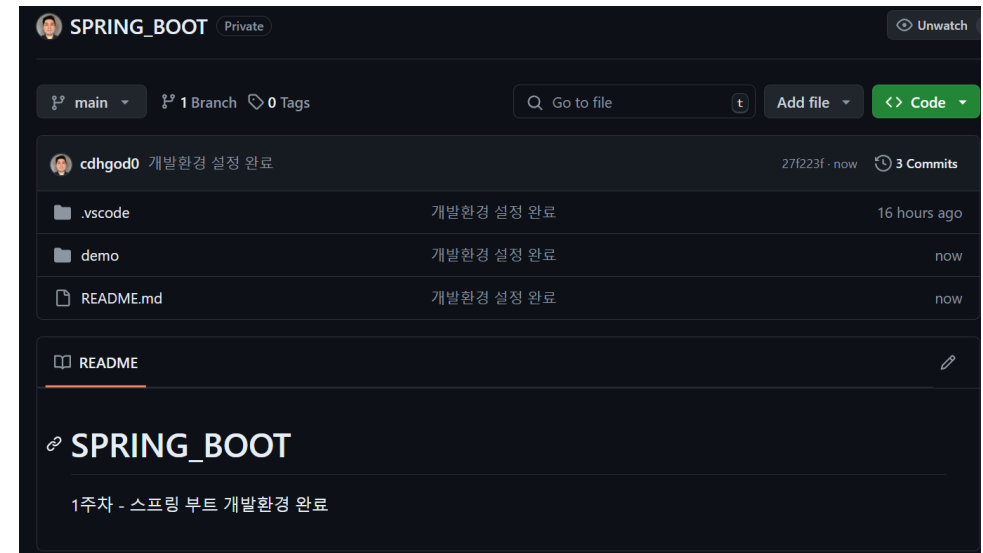 SPRING_BOOT Private Unwatch
main 1 Branch 0 Tags Go to file t Add file <> Code
cdhgod0 개발환경 설정 완료 27f223f · now 3 Commits
.vscode 개발환경 설정 완료 16 hours ago
demo 개발환경 설정 완료 now
README.md 개발환경 설정 완료 now
README
SPRING_BOOT
1주차 - 스프링 부트 개발환경 완료